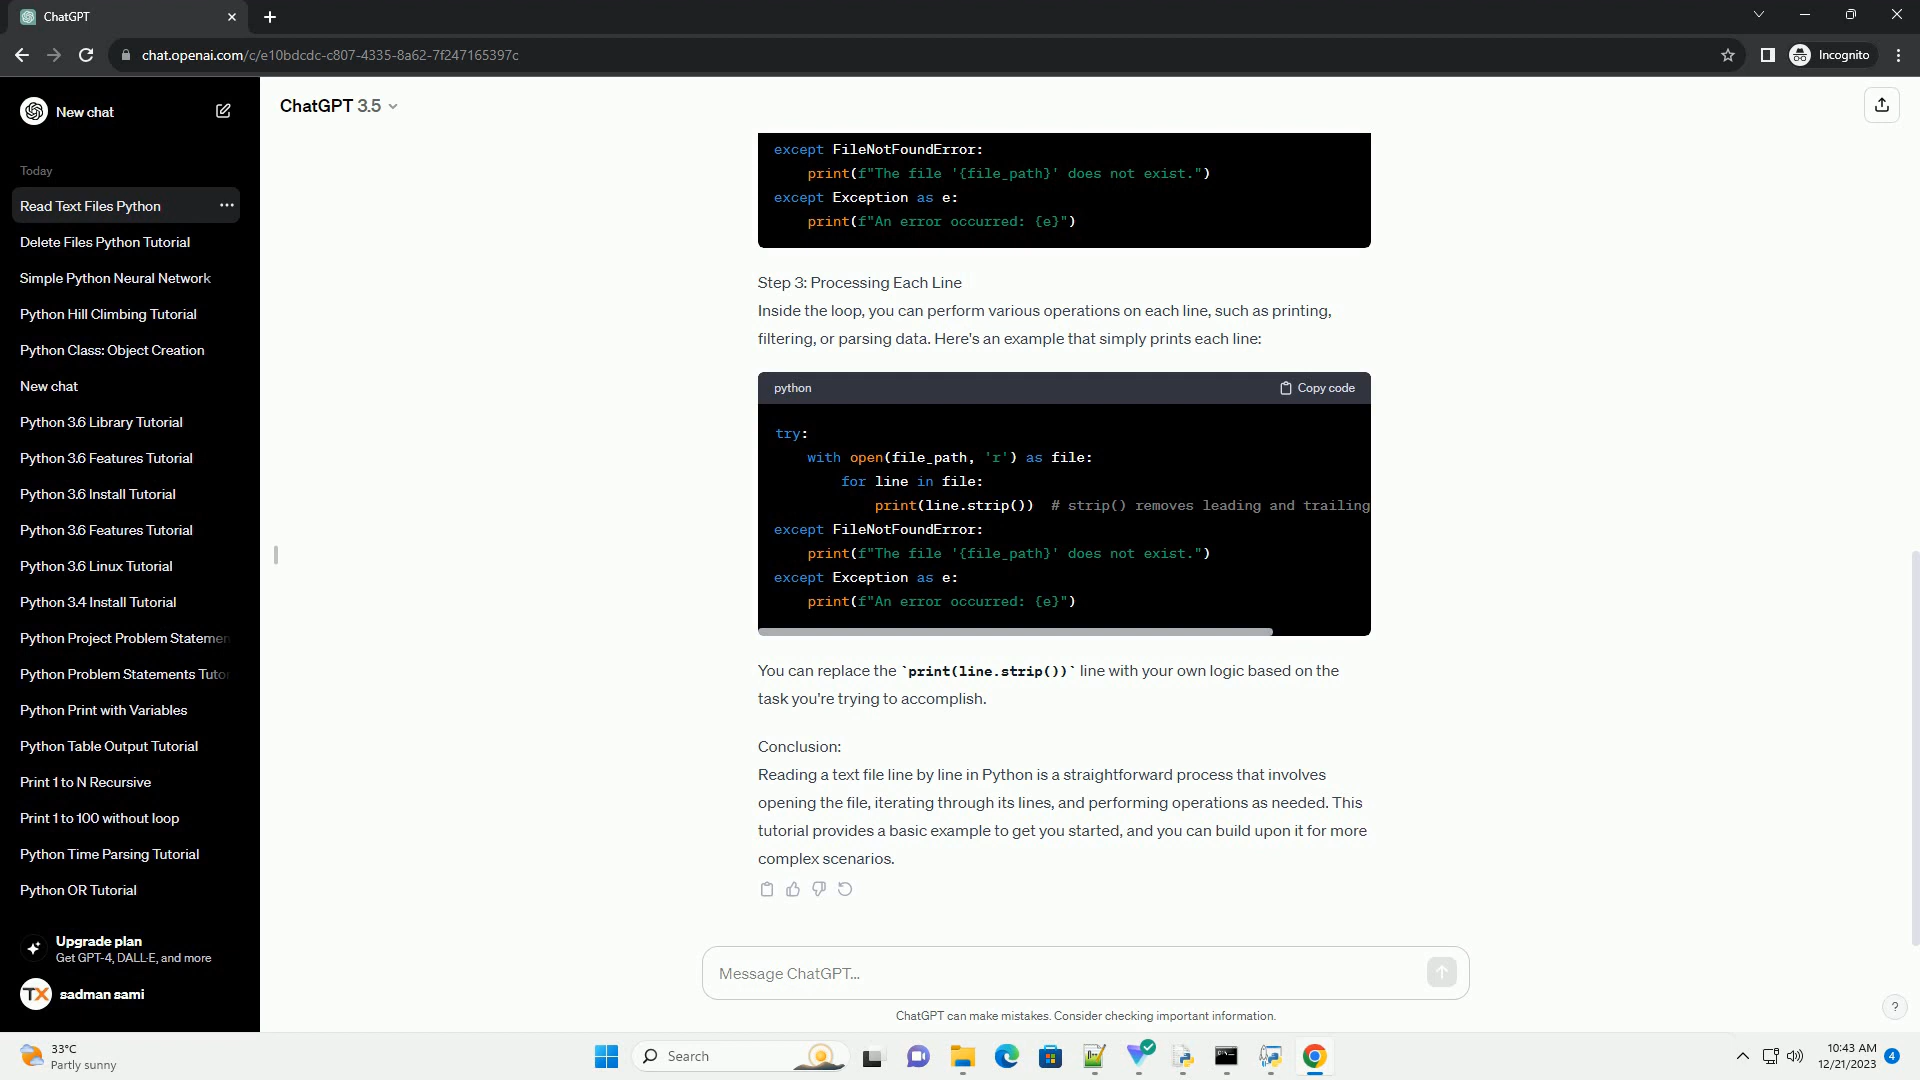 ChatGPT
chat.openai.com/c/e10bdcdc-c807-4335-8a62-7f247165397c
Incognito
New chat
Today
Read Text Files Python
Delete Files Python Tutorial
Simple Python Neural Network
Python Hill Climbing Tutorial
Python Class: Object Creation
New chat
Python 3.6 Library Tutorial
Python 3.6 Features Tutorial
Python 3.6 Install Tutorial
Python 3.6 Features Tutorial
Python 3.6 Linux Tutorial
Python 3.4 Install Tutorial
Python Project Problem Statemen
Python Problem Statements Tutor
Python Print with Variables
Python Table Output Tutorial
Print 1 to N Recursive
Print 1 to 100 without loop
Python Time Parsing Tutorial
Python OR Tutorial
Upgrade plan
Get GPT-4, DALL·E, and more
TX sadman sami
ChatGPT 3.5
except FileNotFoundError:
print(f"The file '{file_path}' does not exist.")
except Exception as e:
print(f"An error occurred: {e}")
Step 3: Processing Each Line
Inside the loop, you can perform various operations on each line, such as printing,
filtering, or parsing data. Here's an example that simply prints each line:
python Copy code
try:
with open(file_path, 'r') as file:
for line in file:
print(line.strip()) # strip() removes leading and trailing
except FileNotFoundError:
print(f"The file '{file_path}' does not exist.")
except Exception as e:
print(f"An error occurred: {e}")
You can replace the `print(line.strip())` line with your own logic based on the
task you're trying to accomplish.
Conclusion:
Reading a text file line by line in Python is a straightforward process that involves
opening the file, iterating through its lines, and performing operations as needed. This
tutorial provides a basic example to get you started, and you can build upon it for more
complex scenarios.
Message ChatGPT...
ChatGPT can make mistakes. Consider checking important information.
?
33°C
Partly sunny
Search
10:43 AM
12/21/2023
4